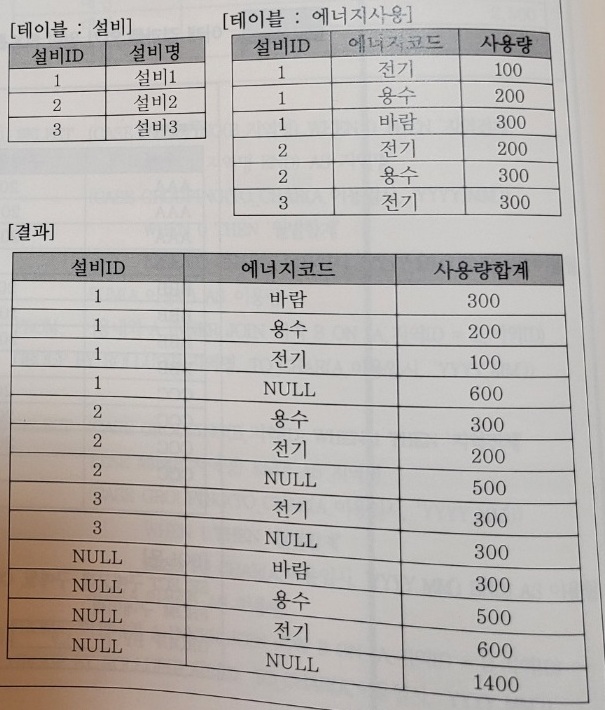 [테이블 : 설비]
설비ID 설비명
1 설비1
2 설비2
3 설비3
[테이블 : 에너지사용]
설비ID 에너지코드 사용량
1 전기 100
1 용수 200
1 바람 300
2 전기 200
2 용수 300
3 전기 300
[결과]
설비ID 에너지코드 사용량합계
1 바람 300
1 용수 200
1 전기 100
1 NULL 600
2 용수 300
2 전기 200
2 NULL 500
3 전기 300
3 NULL 300
NULL 바람 300
NULL 용수 500
NULL 전기 600
NULL NULL 1400